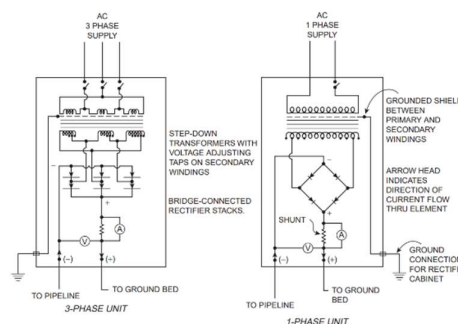 AC
3 PHASE
SUPPLY
STEP-DOWN
TRANSFORMERS WITH
VOLTAGE ADJUSTING
TAPS ON SECONDARY
WINDINGS
BRIDGE-CONNECTED
RECTIFIER STACKS.
−
+
A
V
(−)
(+)
TO GROUND BED
TO PIPELINE
3-PHASE UNIT
AC
1 PHASE
SUPPLY
GROUNDED SHIEL
BETWEEN
PRIMARY AND
SECONDARY
WINDINGS
ARROW HEAD
INDICATES
DIRECTION OF
CURRENT FLOW
THRU ELEMENT
−
+
SHUNT
A
V
(−)
(+)
GROUND
CONNECTION
FOR RECTIF
CABINET
TO GROUND
BED
TO PIPELINE
1-PHASE UNIT